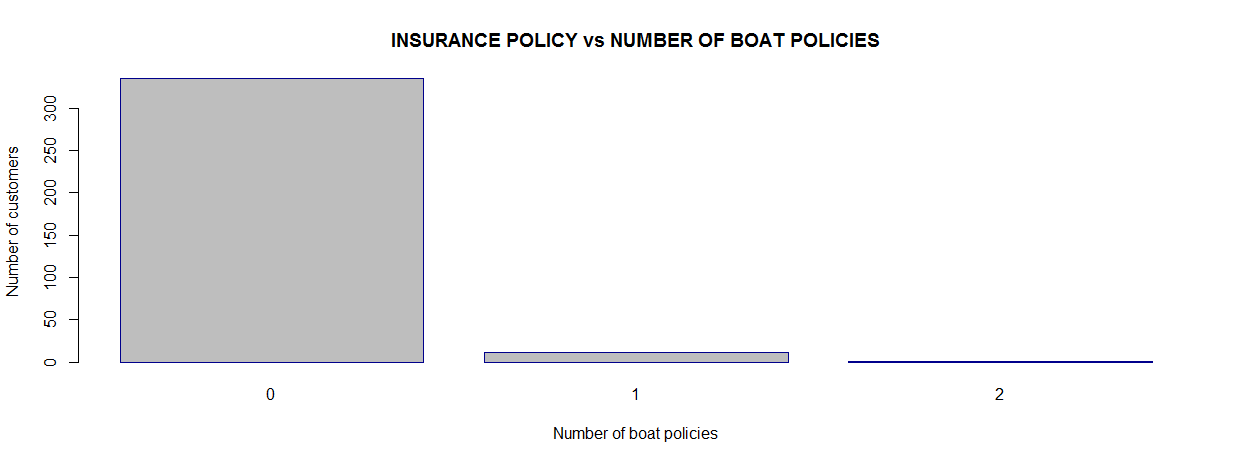 INSURANCE POLICY vs NUMBER OF BOAT POLICIES
Number of customers
300
250
200
150
100
50
0
0 1 2
Number of boat policies